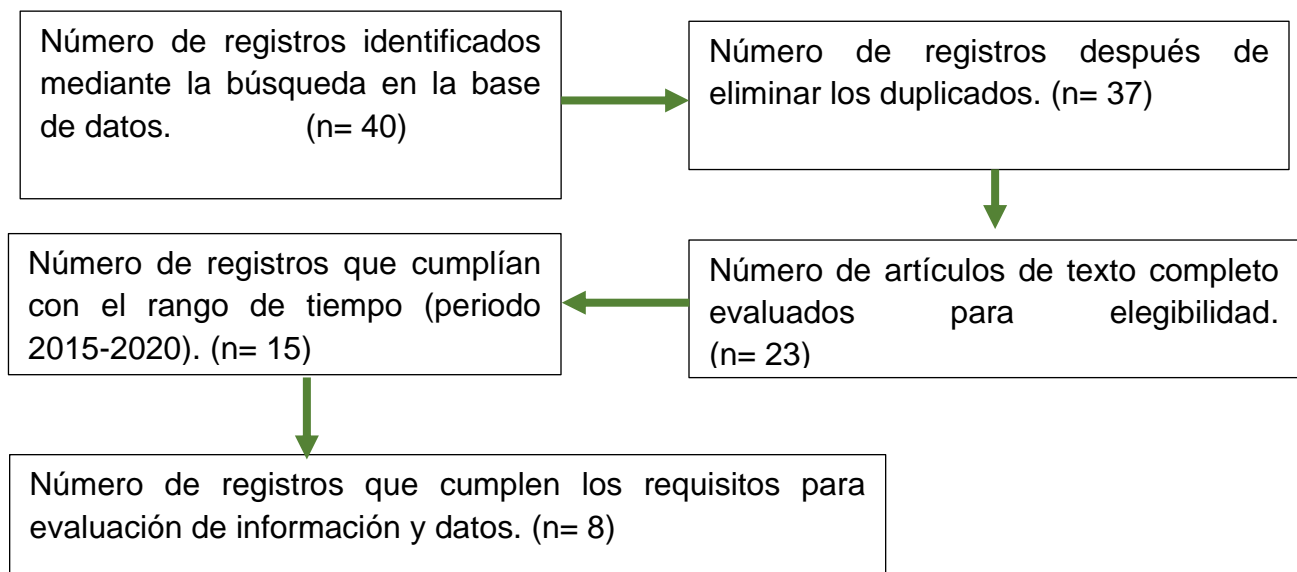 Número de registros identificados
mediante la búsqueda en la base
de datos. (n= 40)
Número de registros después de
eliminar los duplicados. (n= 37)
Número de artículos de texto completo
evaluados para elegibilidad.
(n= 23)
Número de registros que cumplían
con el rango de tiempo (periodo
2015-2020). (n= 15)
Número de registros que cumplen los requisitos para
evaluación de información y datos. (n= 8)